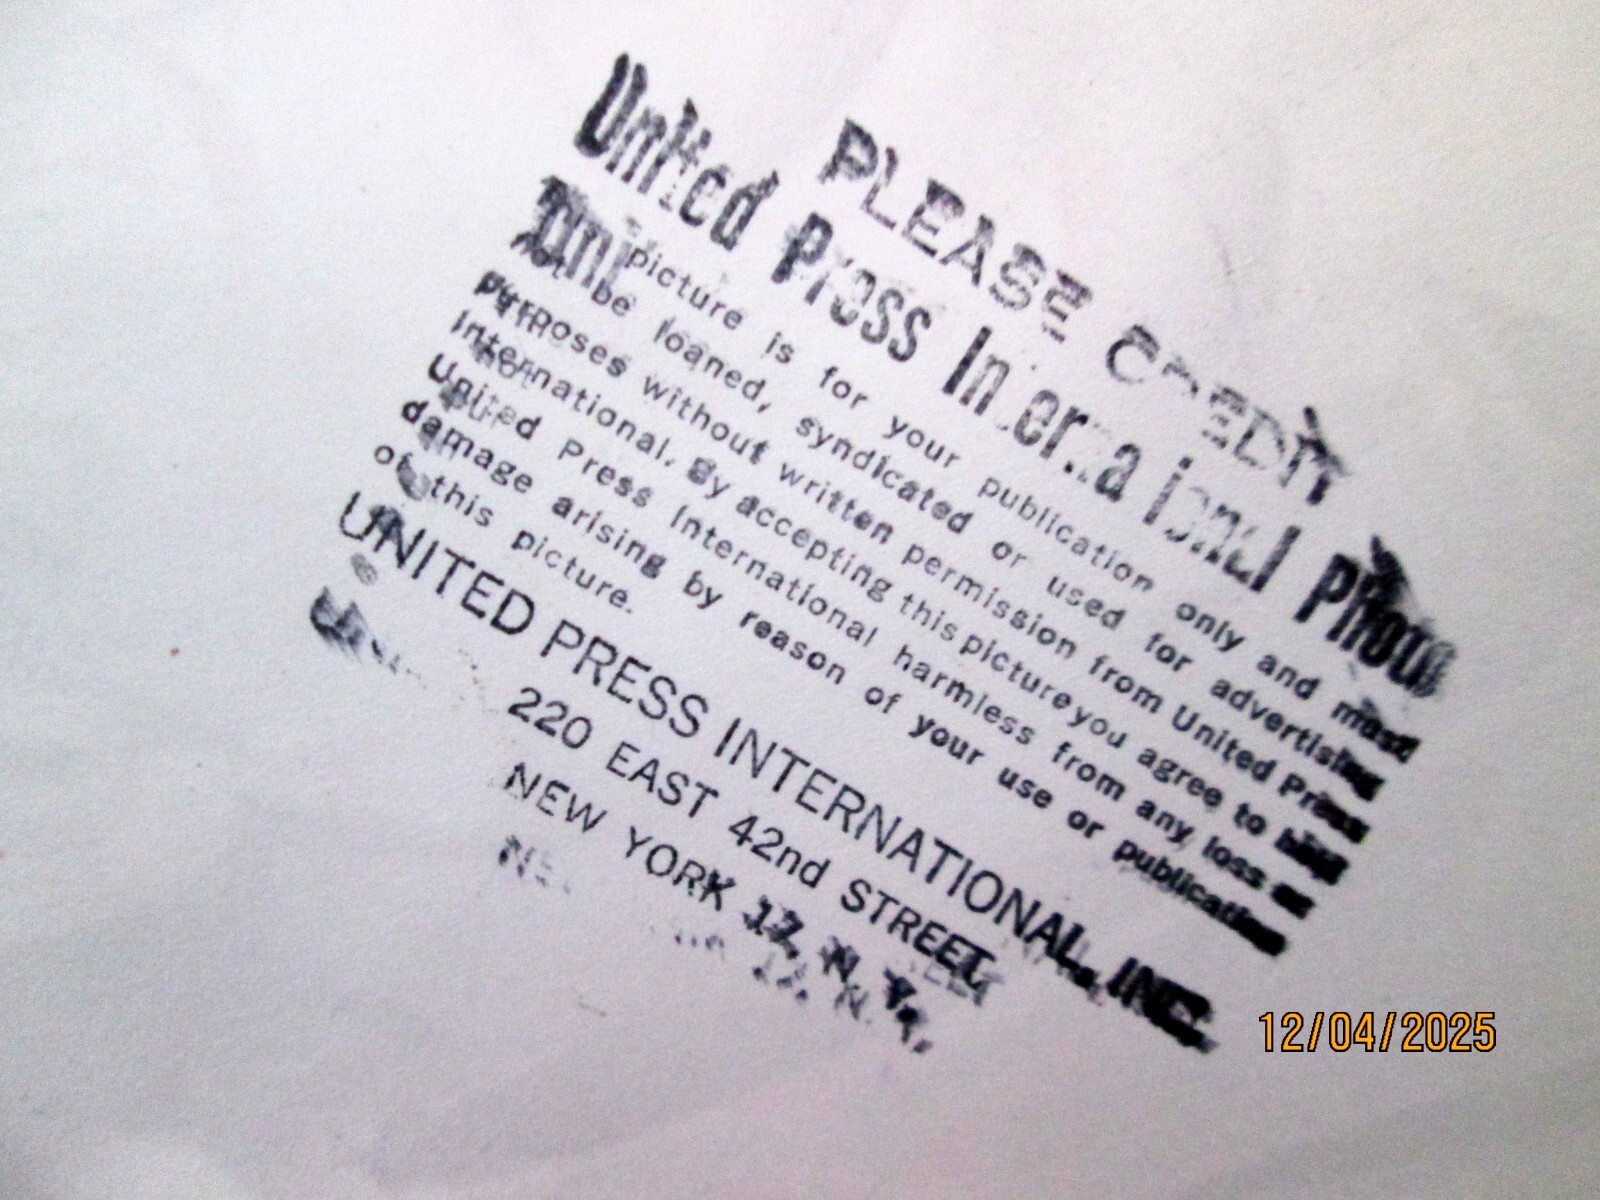 PLEASE CREDIT
United Press International Photo
picture is for your publication only and must
not be loaned, syndicated or used for advertising
purposes without written permission from United Press
International. By accepting this picture you agree to hold
United Press International harmless from any loss or
damage arising by reason of your use or publication
of this picture.
UNITED PRESS INTERNATIONAL, INC.
220 EAST 42nd STREET
NEW YORK 17, N. Y.
12/04/2025